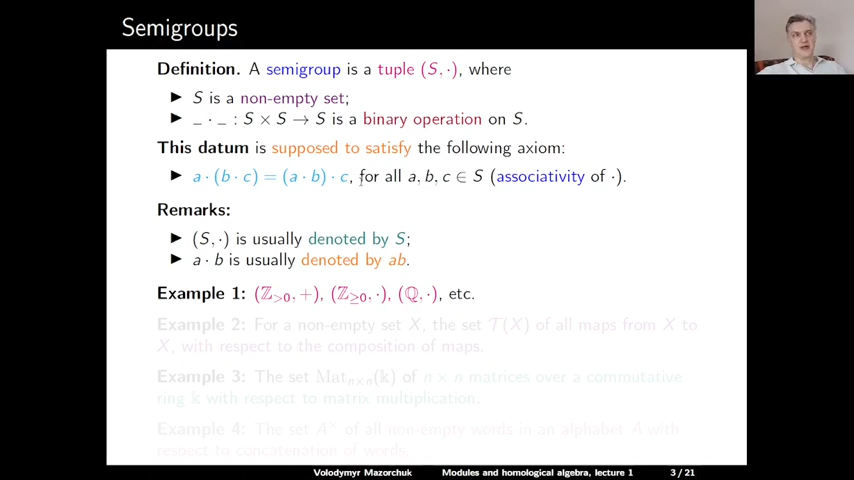 Semigroups
Definition. A semigroup is a tuple (S, ·), where
▶ S is a non-empty set;
▶ _ · _ : S × S → S is a binary operation on S.
This datum is supposed to satisfy the following axiom:
▶ a · (b · c) = (a · b) · c, for all a, b, c ∈ S (associativity of ·).
Remarks:
▶ (S, ·) is usually denoted by S;
▶ a · b is usually denoted by ab.
Example 1: (ℤ>0, +), (ℤ≥0, ·), (ℚ, ·), etc.
Example 2: For a non-empty set X, the set 𝒯(X) of all maps from X to
X, with respect to the composition of maps.
Example 3: The set Matn×n(𝕜) of n × n matrices over a commutative
ring 𝕜 with respect to matrix multiplication.
Example 4: The set of all non-empty words in an alphabet A with
respect to concatenation of words.
Volodymyr Mazorchuk Modules and homological algebra, lecture 1 3 / 21